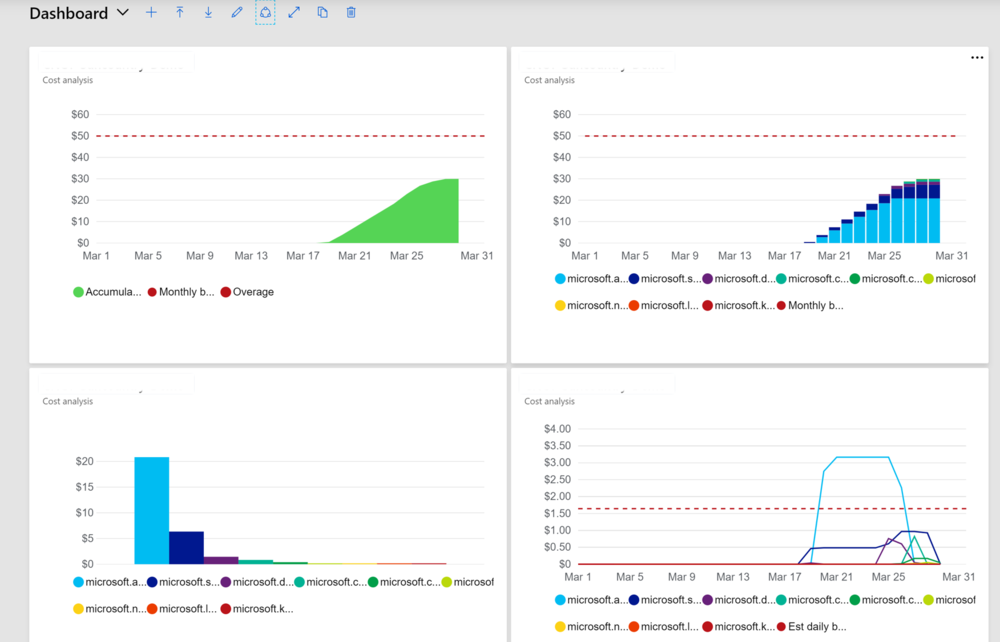 Dashboard
Cost analysis
$60
$50
$40
$30
$20
$10
$0
Mar 1 Mar 5 Mar 9 Mar 13 Mar 17 Mar 21 Mar 25 Mar 31
Accumula... Monthly b... Overage
Cost analysis
$60
$50
$40
$30
$20
$10
$0
Mar 1 Mar 5 Mar 9 Mar 13 Mar 17 Mar 21 Mar 25 Mar 31
microsoft.a... microsoft.s... microsoft.d... microsoft.c... microsoft.c... microsof
microsoft.n... microsoft.l... microsoft.k... Monthly b...
Cost analysis
$20
$15
$10
$5
$0
microsoft.a... microsoft.s... microsoft.d... microsoft.c... microsoft.c... microsof
microsoft.n... microsoft.l... microsoft.k...
Cost analysis
$4.00
$3.50
$3.00
$2.50
$2.00
$1.50
$1.00
$0.50
$0
Mar 1 Mar 5 Mar 9 Mar 13 Mar 17 Mar 21 Mar 25 Mar 31
microsoft.a... microsoft.s... microsoft.d... microsoft.c... microsoft.c... microsof
microsoft.n... microsoft.l... microsoft.k... Est daily b...